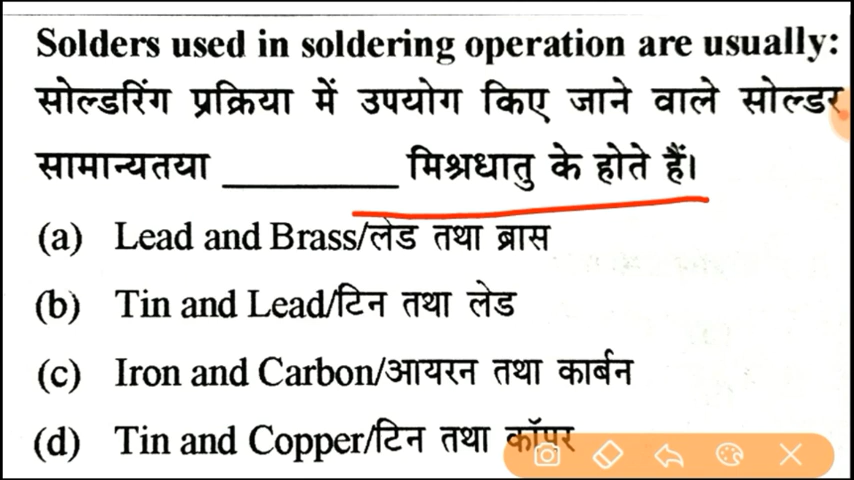 Solders used in soldering operation are usually:
सोल्डरिंग प्रक्रिया में उपयोग किए जाने वाले सोल्डर
सामान्यतया ________ मिश्रधातु के होते हैं।
(a) Lead and Brass/लेड तथा ब्रास
(b) Tin and Lead/टिन तथा लेड
(c) Iron and Carbon/आयरन तथा कार्बन
(d) Tin and Copper/टिन तथा कॉपर